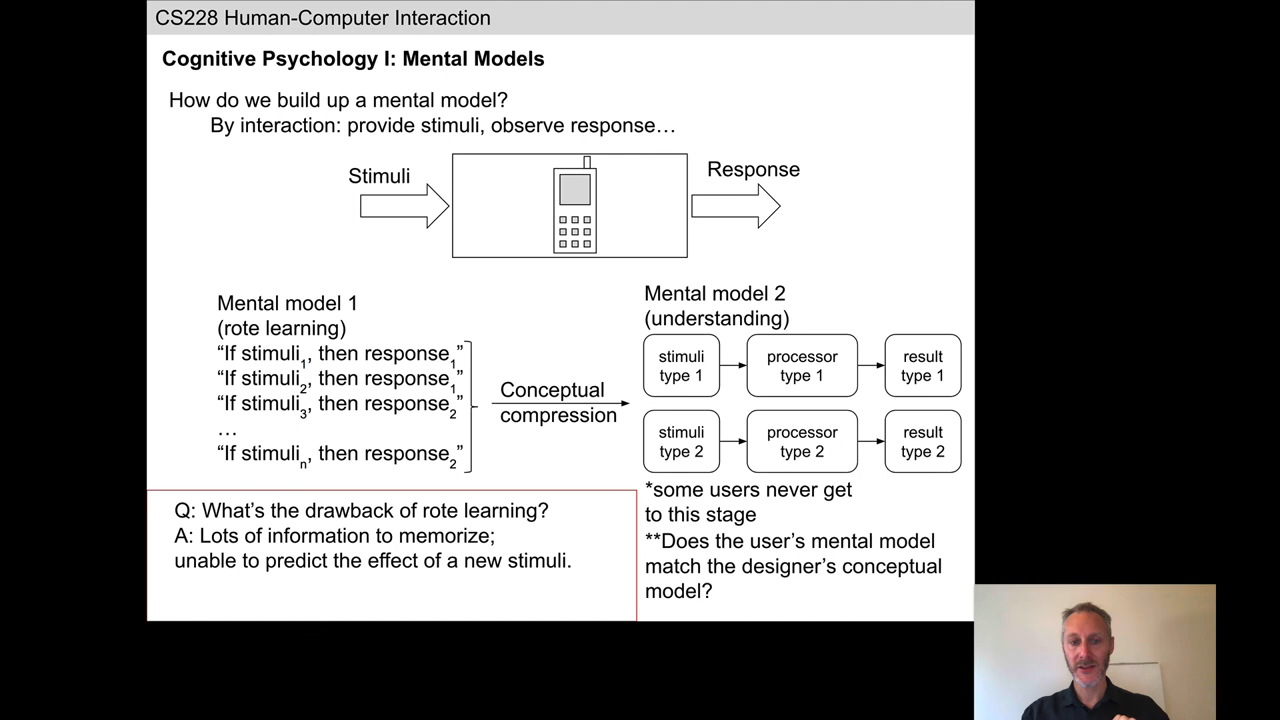 CS228 Human-Computer Interaction
Cognitive Psychology I: Mental Models
How do we build up a mental model?
By interaction: provide stimuli, observe response…
Stimuli
Response
Mental model 1
(rote learning)
“If stimuli1, then response1”
“If stimuli2, then response1”
“If stimuli3, then response2”
…
“If stimulin, then response2”
Conceptual
compression
Mental model 2
(understanding)
stimuli
type 1
processor
type 1
result
type 1
stimuli
type 2
processor
type 2
result
type 2
*some users never get
to this stage
**Does the user’s mental model
match the designer’s conceptual
model?
Q: What’s the drawback of rote learning?
A: Lots of information to memorize;
unable to predict the effect of a new stimuli.